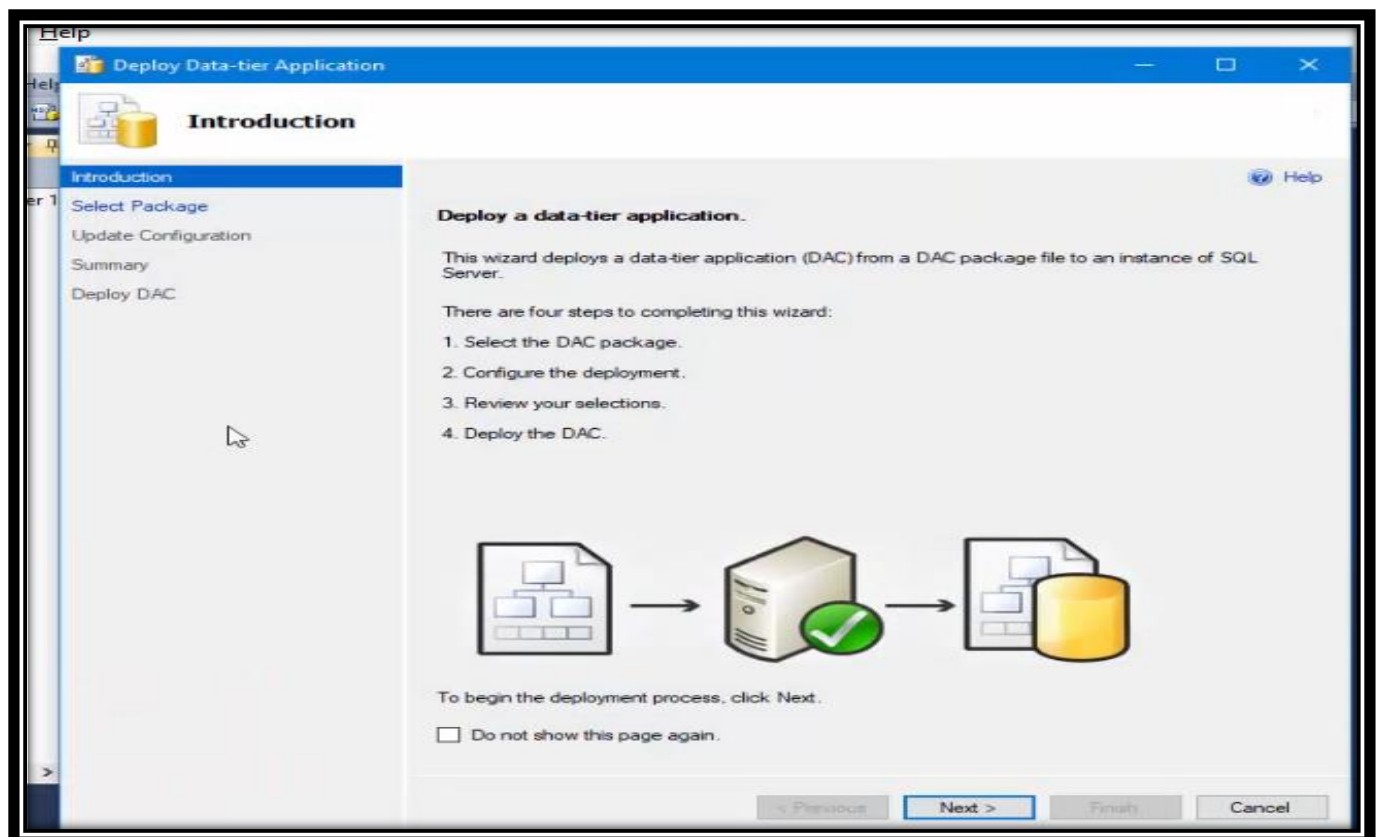 Help
Deploy Data-tier Application
Help
Introduction
Introduction
Help
er 1
Select Package
Update Configuration
Summary
Deploy DAC
Deploy a data-tier application.
This wizard deploys a data-tier application (DAC) from a DAC package file to an instance of SQL
Server.
There are four steps to completing this wizard:
1. Select the DAC package.
2. Configure the deployment.
3. Review your selections.
4. Deploy the DAC.
To begin the deployment process, click Next.
Do not show this page again.
< Previous Next > Finish Cancel